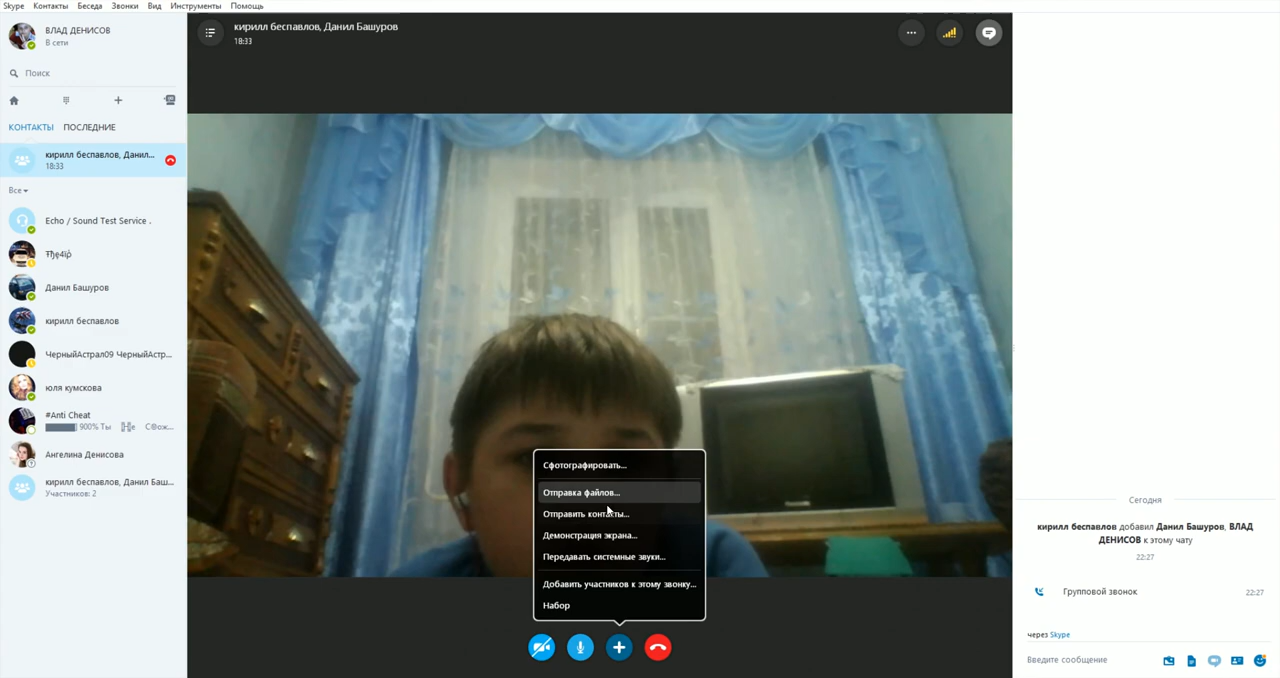 Skype Контакты Беседа Звонки Вид Инструменты Помощь
ВЛАД ДЕНИСОВ
В сети
Поиск
КОНТАКТЫ ПОСЛЕДНИЕ
кирилл беспавлов, Данил...
18:33
Все
Echo / Sound Test Service .
Данил Башуров
кирилл беспавлов
ЧерныйАстрал09 ЧерныйАстр...
юля кумскова
#Anti Cheat
900% Ты
Ангелина Денисова
кирилл беспавлов, Данил Баш...
Участников: 2
кирилл беспавлов, Данил Башуров
18:33
Сфотографировать...
Отправка файлов...
Отправить контакты...
Демонстрация экрана...
Передавать системные звуки...
Добавить участников к этому звонку...
Набор
Сегодня
кирилл беспавлов добавил Данил Башуров, ВЛАД
ДЕНИСОВ к этому чату
22:27
Групповой звонок 22:27
через Skype
Введите сообщение